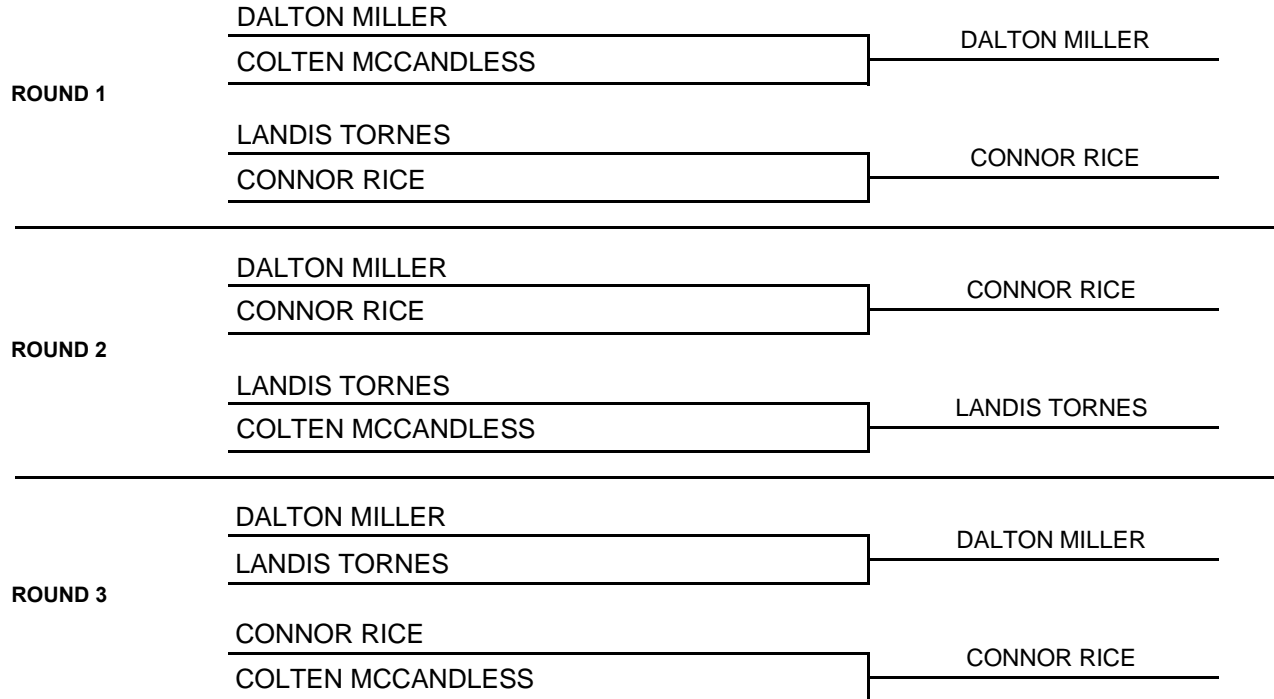 DALTON MILLER
DALTON MILLER
COLTEN MCCANDLESS
ROUND 1
LANDIS TORNES
CONNOR RICE
CONNOR RICE
DALTON MILLER
CONNOR RICE
CONNOR RICE
ROUND 2
LANDIS TORNES
LANDIS TORNES
COLTEN MCCANDLESS
DALTON MILLER
DALTON MILLER
LANDIS TORNES
ROUND 3
CONNOR RICE
CONNOR RICE
COLTEN MCCANDLESS